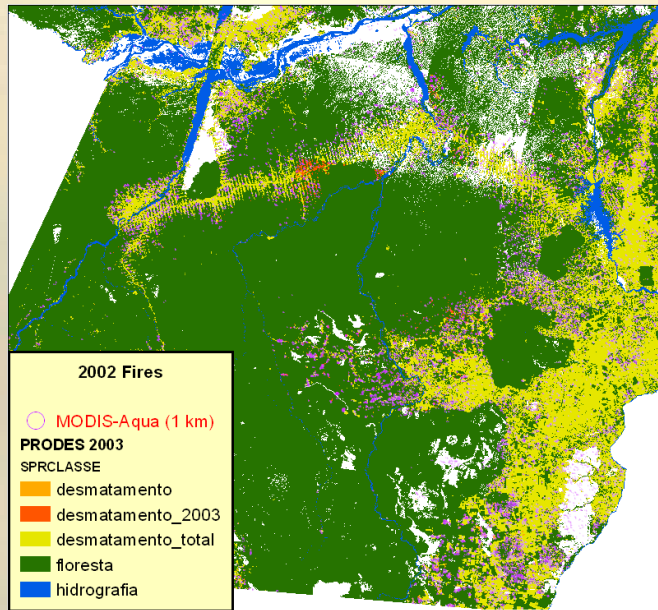 2002 Fires
MODIS-Aqua (1 km)
PRODES 2003
SPRCLASSE
desmatamento
desmatamento_2003
desmatamento_total
floresta
hidrografia